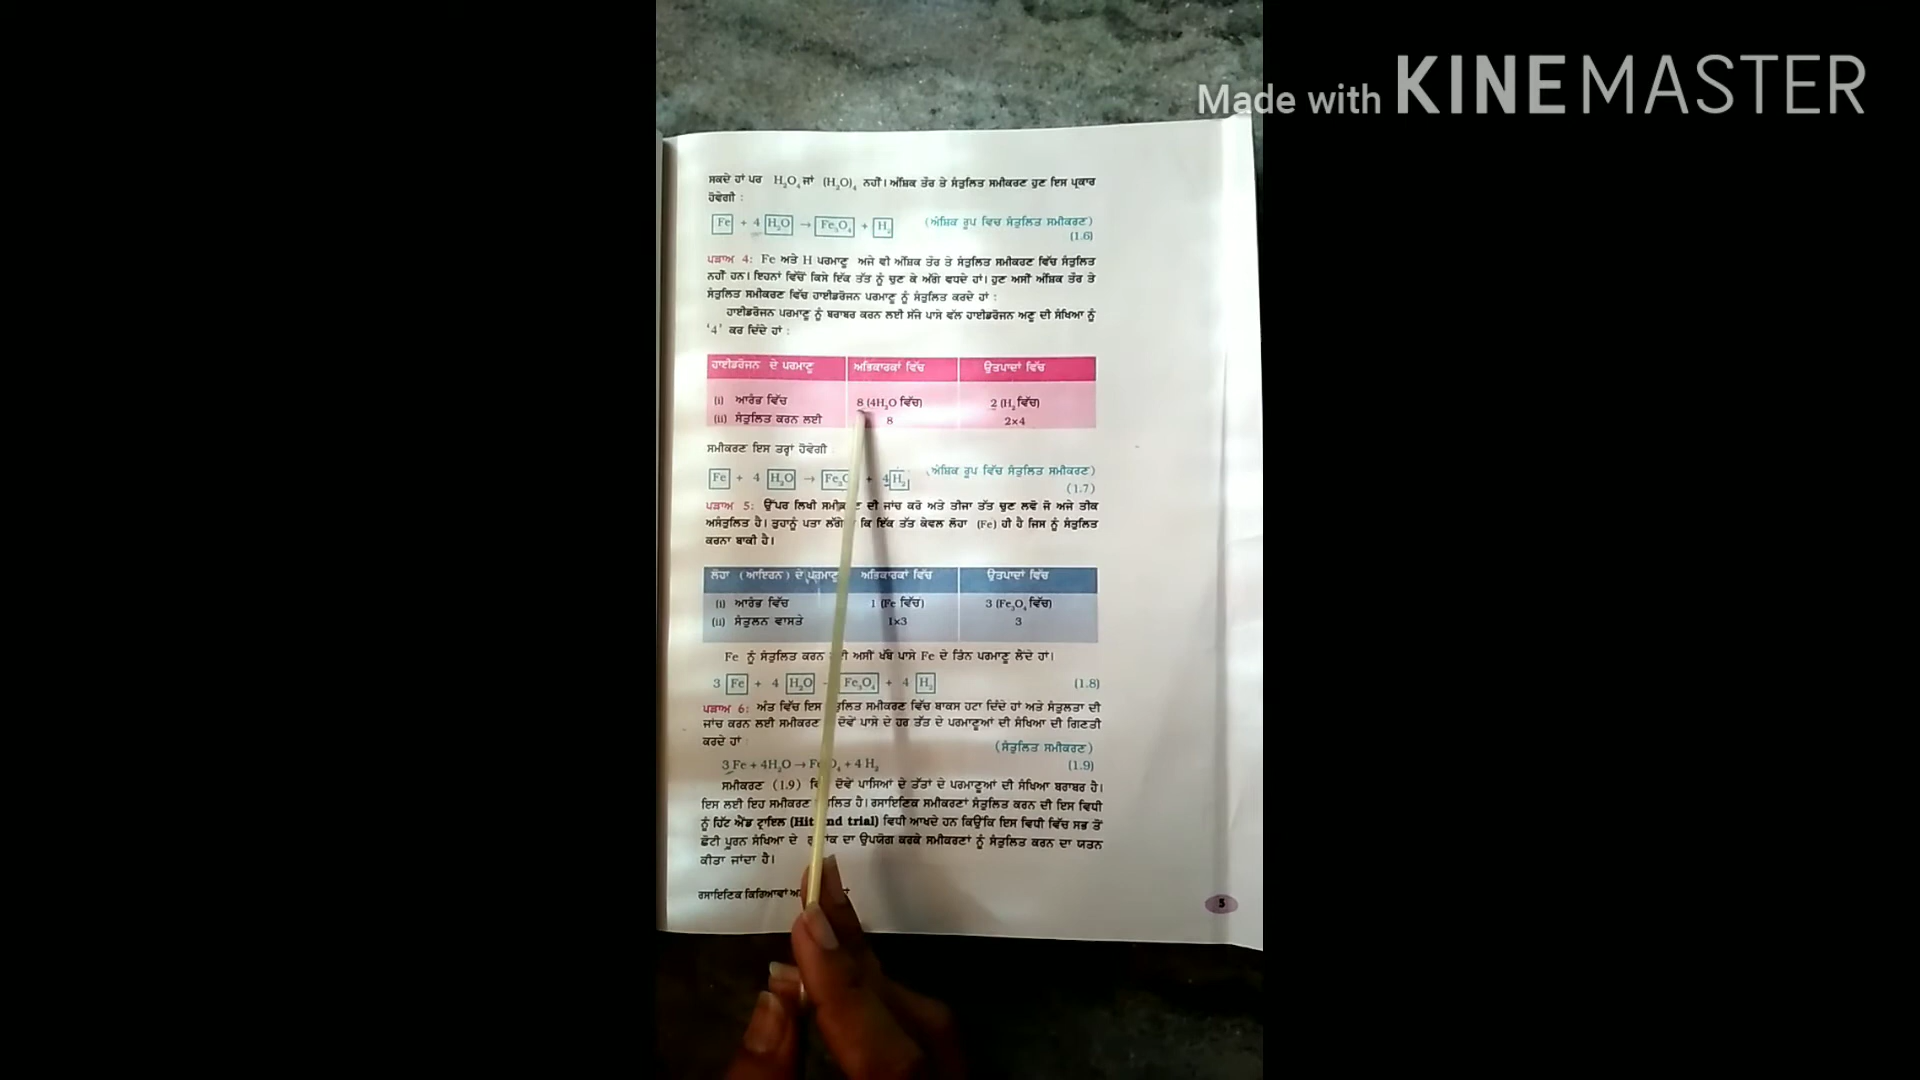 Made with KINEMASTER
ਸਕਦੇ ਹਾਂ ਪਰ H₂O₄ ਜਾਂ (H₂O)₄ ਨਹੀਂ। ਅੰਸ਼ਿਕ ਤੌਰ ਤੇ ਸੰਤੁਲਿਤ ਸਮੀਕਰਣ ਹੁਣ ਇਸ ਪ੍ਰਕਾਰ
ਹੋਵੇਗੀ :
Fe + 4 H₂O → Fe₃O₄ + H₂ (ਅੰਸ਼ਿਕ ਰੂਪ ਵਿਚ ਸੰਤੁਲਿਤ ਸਮੀਕਰਣ)
(1.6)
ਪੜਾਅ 4: Fe ਅਤੇ H ਪਰਮਾਣੂ ਅਜੇ ਵੀ ਅੰਸ਼ਿਕ ਤੌਰ ਤੇ ਸੰਤੁਲਿਤ ਸਮੀਕਰਣ ਵਿੱਚ ਸੰਤੁਲਿਤ
ਨਹੀਂ ਹਨ। ਇਹਨਾਂ ਵਿੱਚੋਂ ਕਿਸੇ ਇੱਕ ਤੱਤ ਨੂੰ ਚੁਣ ਕੇ ਅੱਗੇ ਵਧਦੇ ਹਾਂ। ਹੁਣ ਅਸੀਂ ਅੰਸ਼ਿਕ ਤੌਰ ਤੇ
ਸੰਤੁਲਿਤ ਸਮੀਕਰਣ ਵਿੱਚ ਹਾਈਡਰੋਜਨ ਪਰਮਾਣੂ ਨੂੰ ਸੰਤੁਲਿਤ ਕਰਦੇ ਹਾਂ :
ਹਾਈਡਰੋਜਨ ਪਰਮਾਣੂ ਨੂੰ ਬਰਾਬਰ ਕਰਨ ਲਈ ਸੱਜੇ ਪਾਸੇ ਵੱਲ ਹਾਈਡਰੋਜਨ ਅਣੂ ਦੀ ਸੰਖਿਆ ਨੂੰ
'4' ਕਰ ਦਿੰਦੇ ਹਾਂ :
ਹਾਈਡਰੋਜਨ ਦੇ ਪਰਮਾਣੂ ਅਭਿਕਾਰਕਾਂ ਵਿੱਚ ਉਤਪਾਦਾਂ ਵਿੱਚ
(i) ਆਰੰਭ ਵਿੱਚ 8 (4H₂O ਵਿੱਚ) 2 (H₂ ਵਿੱਚ)
(ii) ਸੰਤੁਲਿਤ ਕਰਨ ਲਈ 8 2×4
ਸਮੀਕਰਣ ਇਸ ਤਰ੍ਹਾਂ ਹੋਵੇਗੀ
Fe + 4 H₂O → + 4 H₂ (ਅੰਸ਼ਿਕ ਰੂਪ ਵਿੱਚ ਸੰਤੁਲਿਤ ਸਮੀਕਰਣ)
(1.7)
ਪੜਾਅ 5: ਉੱਪਰ ਲਿਖੀ ਦੀ ਜਾਂਚ ਕਰੋ ਅਤੇ ਤੀਜਾ ਤੱਤ ਚੁਣ ਲਵੋ ਜੋ ਅਜੇ ਤੀਕ
ਅਸੰਤੁਲਿਤ ਹੈ। ਤੁਹਾਨੂੰ ਪਤਾ ਲੱਗੇ ਕਿ ਇੱਕ ਤੱਤ ਕੇਵਲ ਲੋਹਾ (Fe) ਹੀ ਹੈ ਜਿਸ ਨੂੰ ਸੰਤੁਲਿਤ
ਕਰਨਾ ਬਾਕੀ ਹੈ।
ਲੋਹਾ (ਆਇਰਨ) ਦੇ ਪਰਮਾਣੂ ਅਭਿਕਾਰਕਾਂ ਵਿੱਚ ਉਤਪਾਦਾਂ ਵਿੱਚ
(i) ਆਰੰਭ ਵਿੱਚ 1 (Fe ਵਿੱਚ) 3 (Fe₃O₄ ਵਿੱਚ)
(ii) ਸੰਤੁਲਨ ਵਾਸਤੇ 1×3 3
Fe ਨੂੰ ਸੰਤੁਲਿਤ ਕਰਨ ਅਸੀਂ ਖੱਬੇ ਪਾਸੇ Fe ਦੇ ਤਿੰਨ ਪਰਮਾਣੂ ਲੈਂਦੇ ਹਾਂ।
3 Fe + 4 H₂O Fe₃O₄ + 4 H₂ (1.8)
ਪੜਾਅ 6: ਅੰਤ ਵਿੱਚ ਇਸ ਸਮੀਕਰਣ ਵਿੱਚ ਬਾਕਸ ਹਟਾ ਦਿੰਦੇ ਹਾਂ ਅਤੇ ਸੰਤੁਲਤਾ ਦੀ
ਜਾਂਚ ਕਰਨ ਲਈ ਸਮੀਕਰਣ ਦੋਵੇਂ ਪਾਸੇ ਦੇ ਹਰ ਤੱਤ ਦੇ ਪਰਮਾਣੂਆਂ ਦੀ ਸੰਖਿਆ ਦੀ ਗਿਣਤੀ
ਕਰਦੇ ਹਾਂ (ਸੰਤੁਲਿਤ ਸਮੀਕਰਣ)
3 Fe + 4H₂O → + 4 H₂ (1.9)
ਸਮੀਕਰਣ (1.9) ਦੋਵੇਂ ਪਾਸਿਆਂ ਦੇ ਤੱਤਾਂ ਦੇ ਪਰਮਾਣੂਆਂ ਦੀ ਸੰਖਿਆ ਬਰਾਬਰ ਹੈ।
ਇਸ ਲਈ ਇਹ ਸਮੀਕਰਣ ਹੈ। ਰਸਾਇਣਿਕ ਸਮੀਕਰਣਾਂ ਸੰਤੁਲਿਤ ਕਰਨ ਦੀ ਇਸ ਵਿਧੀ
ਨੂੰ ਹਿੱਟ ਐਂਡ ਟ੍ਰਾਇਲ (Hit and trial) ਵਿਧੀ ਆਖਦੇ ਹਨ ਕਿਉਂਕਿ ਇਸ ਵਿਧੀ ਵਿੱਚ ਸਭ ਤੋਂ
ਛੋਟੀ ਪੂਰਨ ਸੰਖਿਆ ਦੇ ਦਾ ਉਪਯੋਗ ਕਰਕੇ ਸਮੀਕਰਣਾਂ ਨੂੰ ਸੰਤੁਲਿਤ ਕਰਨ ਦਾ ਯਤਨ
ਕੀਤਾ ਜਾਂਦਾ ਹੈ।
ਰਸਾਇਣਿਕ ਕਿਰਿਆਵਾਂ
5